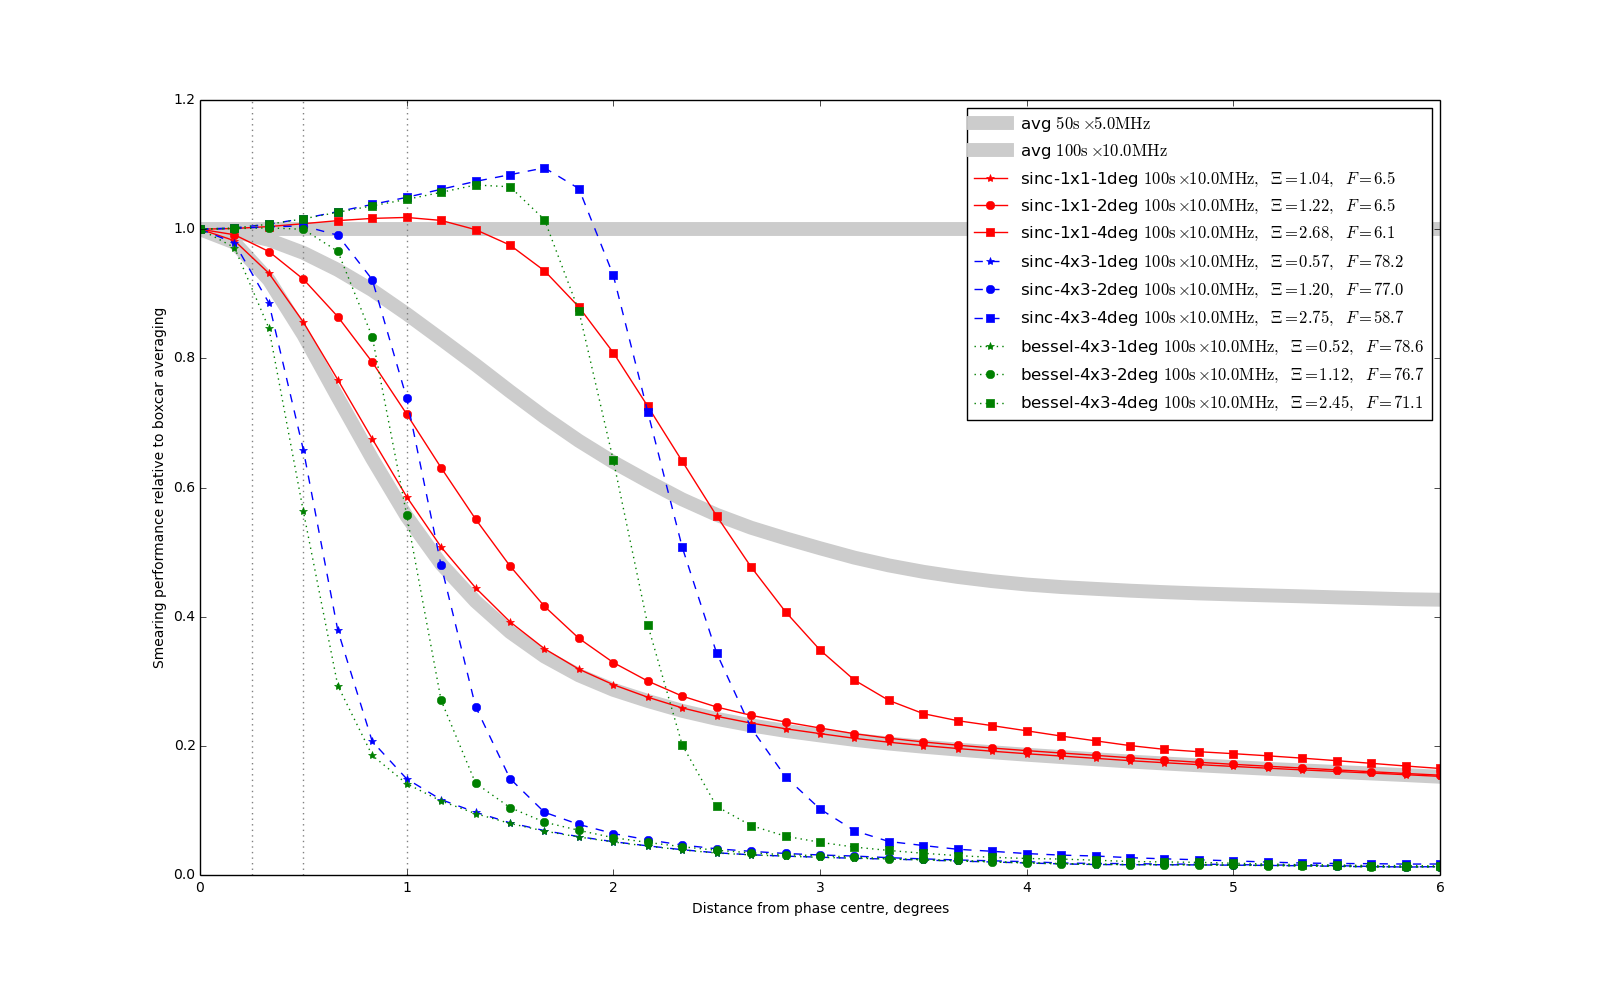 1.2
1.0
0.8
0.6
0.4
0.2
0.0
0 1 2 3 4 5 6
Smearing performance relative to boxcar averaging
Distance from phase centre, degrees
avg 50s×5.0MHz
avg 100s×10.0MHz
sinc-1x1-1deg 100s×10.0MHz, Ξ=1.04, F=6.5
sinc-1x1-2deg 100s×10.0MHz, Ξ=1.22, F=6.5
sinc-1x1-4deg 100s×10.0MHz, Ξ=2.68, F=6.1
sinc-4x3-1deg 100s×10.0MHz, Ξ=0.57, F=78.2
sinc-4x3-2deg 100s×10.0MHz, Ξ=1.20, F=77.0
sinc-4x3-4deg 100s×10.0MHz, Ξ=2.75, F=58.7
bessel-4x3-1deg 100s×10.0MHz, Ξ=0.52, F=78.6
bessel-4x3-2deg 100s×10.0MHz, Ξ=1.12, F=76.7
bessel-4x3-4deg 100s×10.0MHz, Ξ=2.45, F=71.1